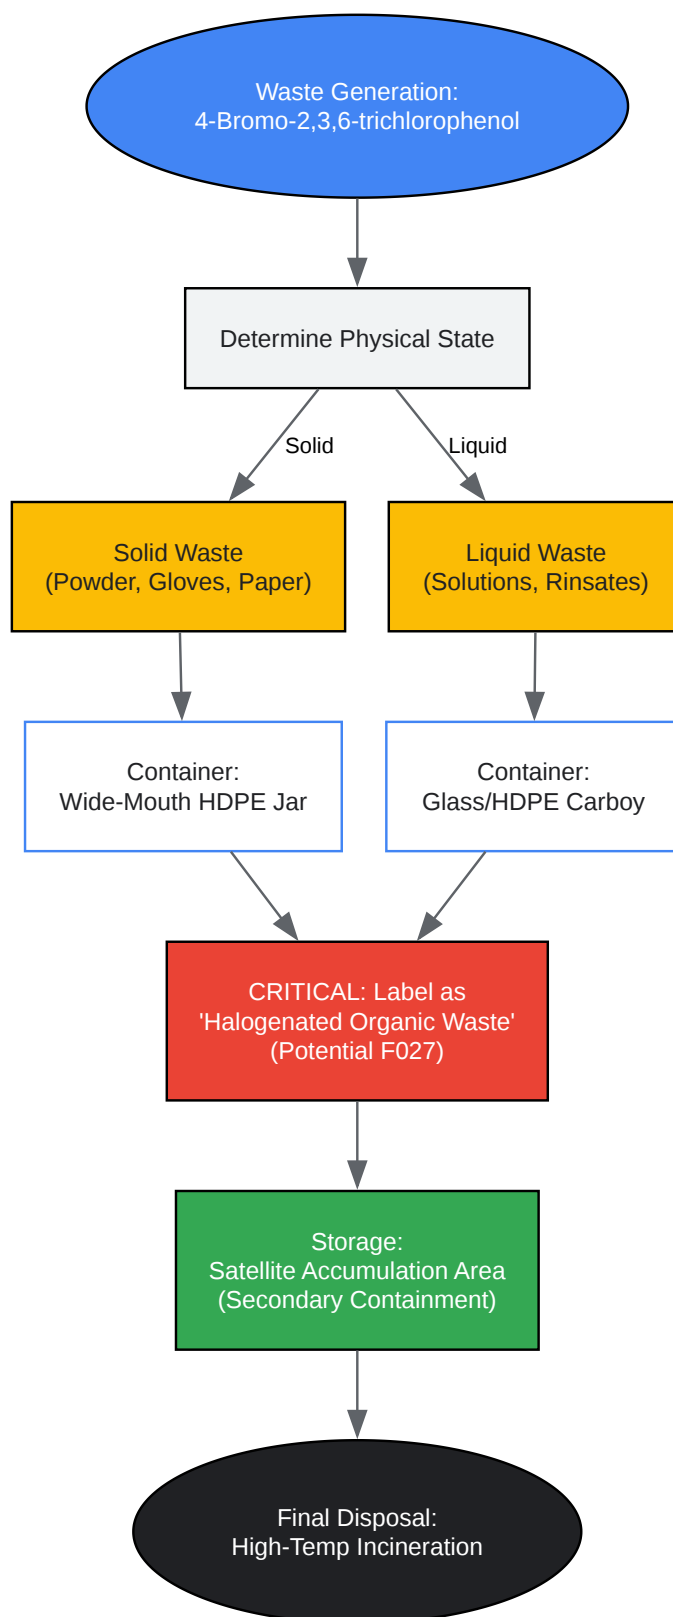 Waste Generation:
4-Bromo-2,3,6-trichlorophenol
Determine Physical State
Solid
Liquid
Solid Waste
(Powder, Gloves, Paper)
Liquid Waste
(Solutions, Rinsates)
Container:
Wide-Mouth HDPE Jar
Container:
Glass/HDPE Carboy
CRITICAL: Label as
'Halogenated Organic Waste'
(Potential F027)
Storage:
Satellite Accumulation Area
(Secondary Containment)
Final Disposal:
High-Temp Incineration